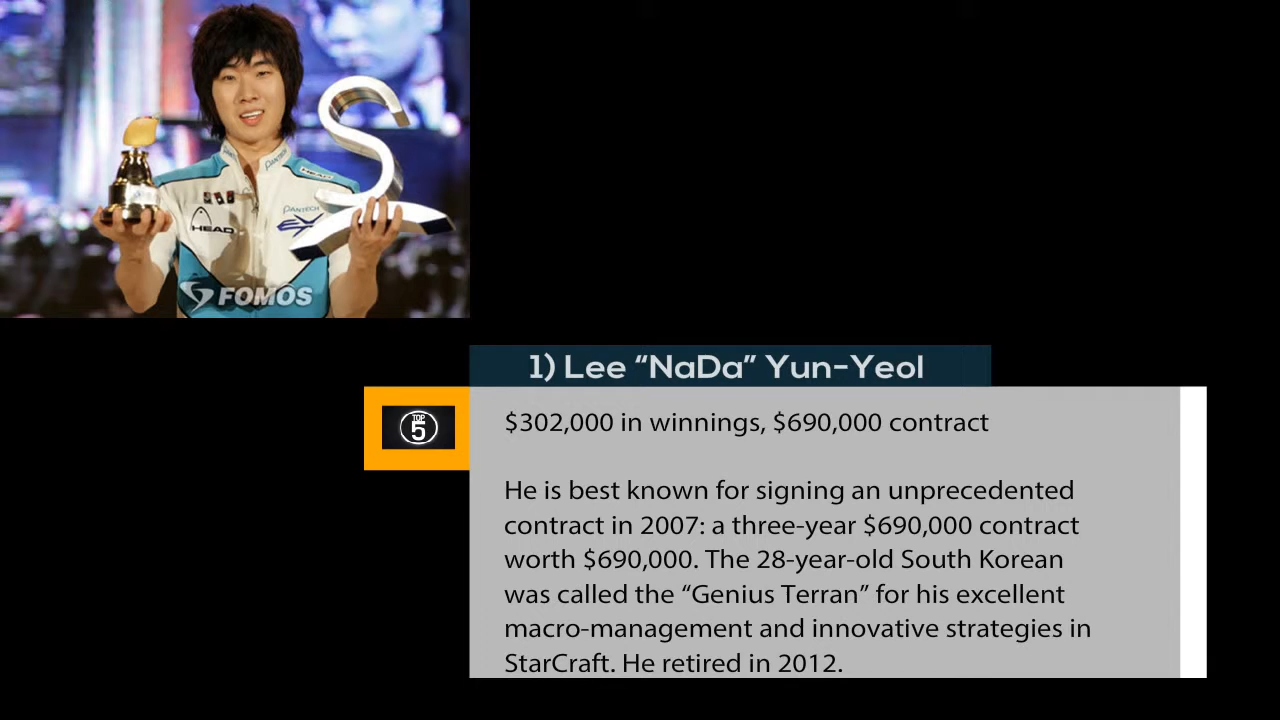 PANTECH
HEAD
PANTECH
HEAD
FOMOS
1) Lee “NaDa” Yun-Yeol
TOP
5
$302,000 in winnings, $690,000 contract
He is best known for signing an unprecedented
contract in 2007: a three-year $690,000 contract
worth $690,000. The 28-year-old South Korean
was called the “Genius Terran” for his excellent
macro-management and innovative strategies in
StarCraft. He retired in 2012.